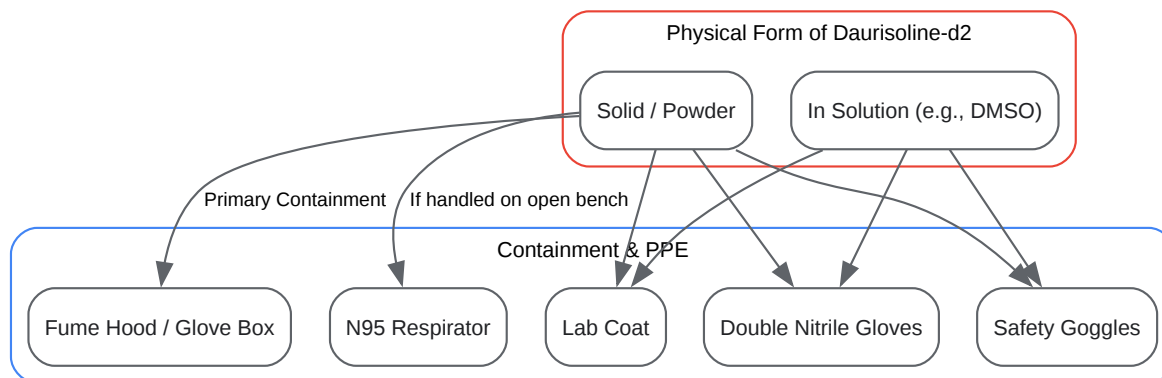 Physical Form of Daurisoline-d2
Solid / Powder
In Solution (e.g., DMSO)
Primary Containment
If handled on open bench
Containment & PPE
Fume Hood / Glove Box
N95 Respirator
Lab Coat
Double Nitrile Gloves
Safety Goggles